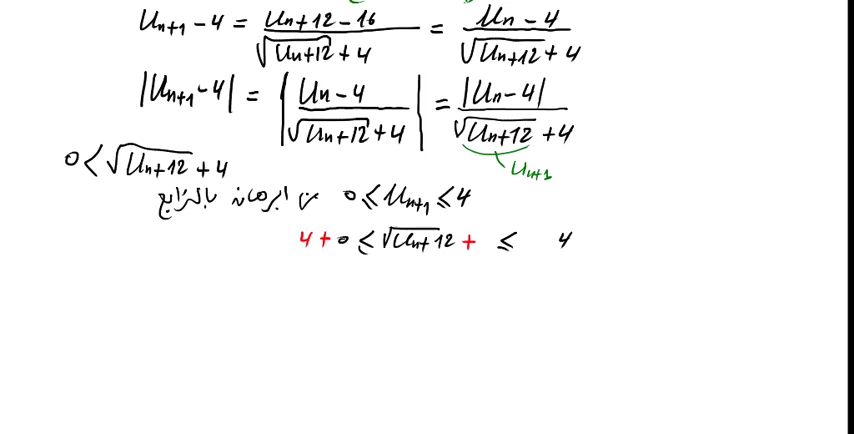 Un+1 − 4 = (Un + 12 − 16)/(√(Un+12) + 4) = (Un − 4)/(√(Un+12) + 4)
|Un+1 − 4| = |(Un − 4)/(√(Un+12) + 4)| = |Un − 4|/(√(Un+12) + 4)
Un+1
0 < √(Un+12) + 4
من البرهان بالتراجع 0 ≤ Un+1 ≤ 4
4 + 0 ≤ √(Un+12) + ≤ 4